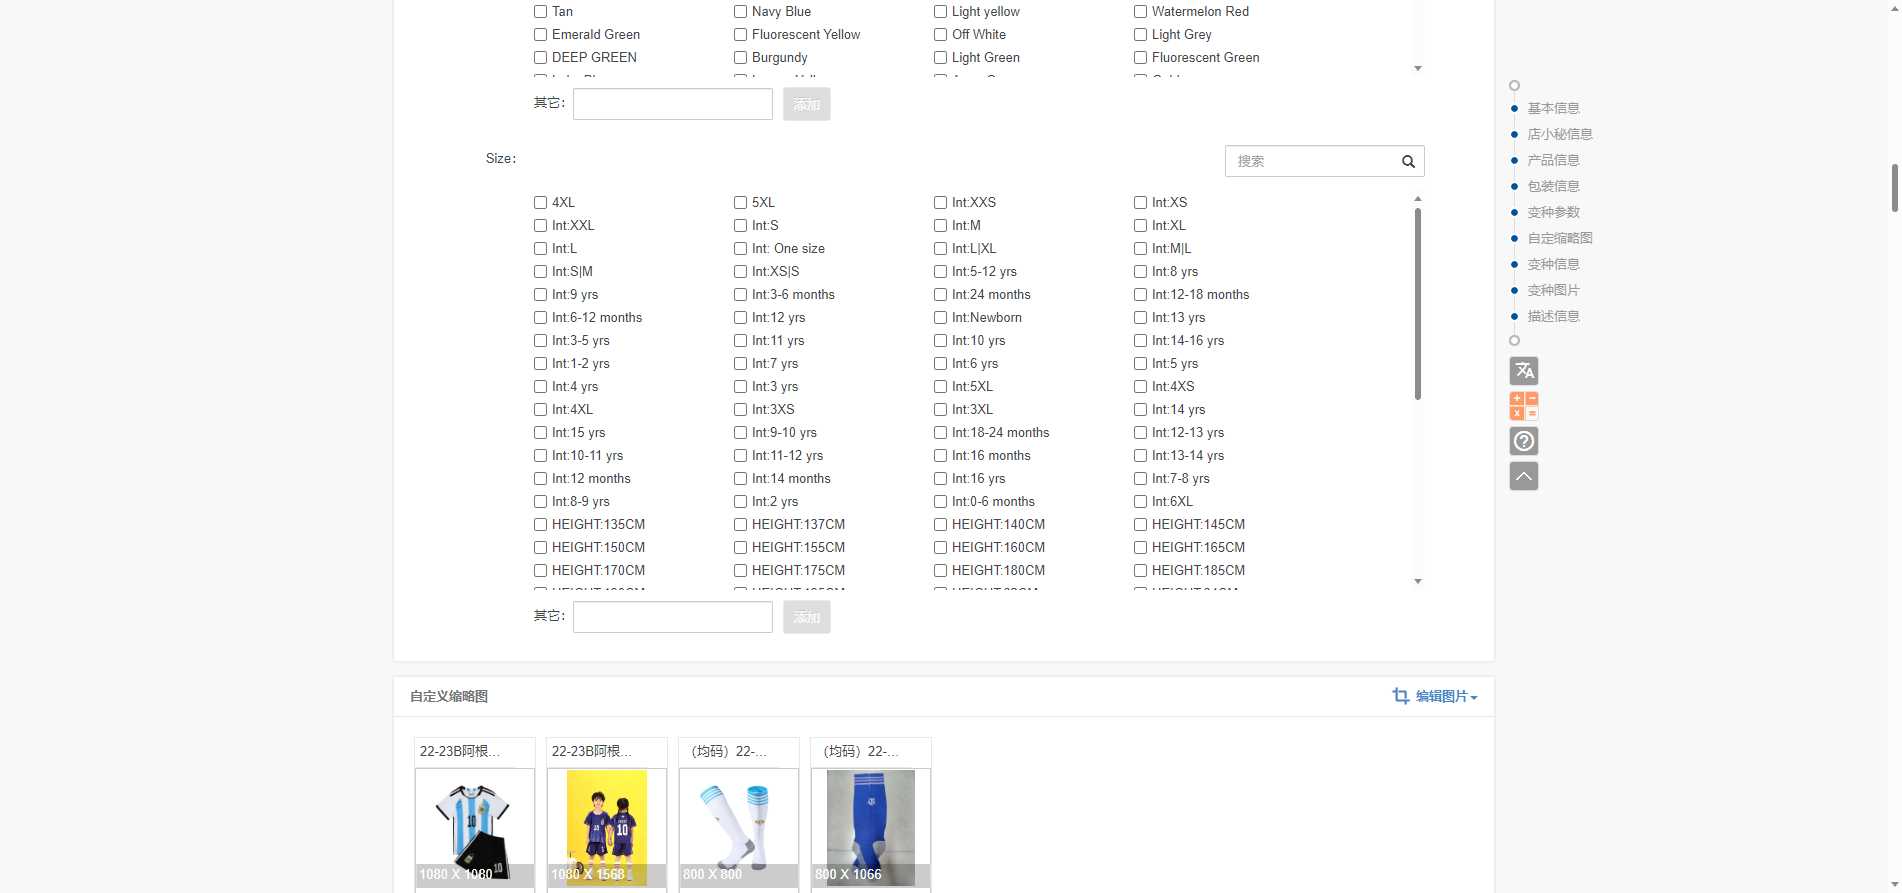 Tan Navy Blue Light yellow Watermelon Red
Emerald Green Fluorescent Yellow Off White Light Grey
DEEP GREEN Burgundy Light Green Fluorescent Green
其它： 添加
Size： 搜索
4XL 5XL Int:XXS Int:XS
Int:XXL Int:S Int:M Int:XL
Int:L Int: One size Int:L|XL Int:M|L
Int:S|M Int:XS|S Int:5-12 yrs Int:8 yrs
Int:9 yrs Int:3-6 months Int:24 months Int:12-18 months
Int:6-12 months Int:12 yrs Int:Newborn Int:13 yrs
Int:3-5 yrs Int:11 yrs Int:10 yrs Int:14-16 yrs
Int:1-2 yrs Int:7 yrs Int:6 yrs Int:5 yrs
Int:4 yrs Int:3 yrs Int:5XL Int:4XS
Int:4XL Int:3XS Int:3XL Int:14 yrs
Int:15 yrs Int:9-10 yrs Int:18-24 months Int:12-13 yrs
Int:10-11 yrs Int:11-12 yrs Int:16 months Int:13-14 yrs
Int:12 months Int:14 months Int:16 yrs Int:7-8 yrs
Int:8-9 yrs Int:2 yrs Int:0-6 months Int:6XL
HEIGHT:135CM HEIGHT:137CM HEIGHT:140CM HEIGHT:145CM
HEIGHT:150CM HEIGHT:155CM HEIGHT:160CM HEIGHT:165CM
HEIGHT:170CM HEIGHT:175CM HEIGHT:180CM HEIGHT:185CM
其它： 添加
自定义缩略图 编辑图片
22-23B阿根... 22-23B阿根... （均码）22-... （均码）22-...
10 10 10
1080 X 1080 1080 X 1568 800 X 800 800 X 1066
基本信息
店小秘信息
产品信息
包装信息
变种参数
自定缩略图
变种信息
变种图片
描述信息